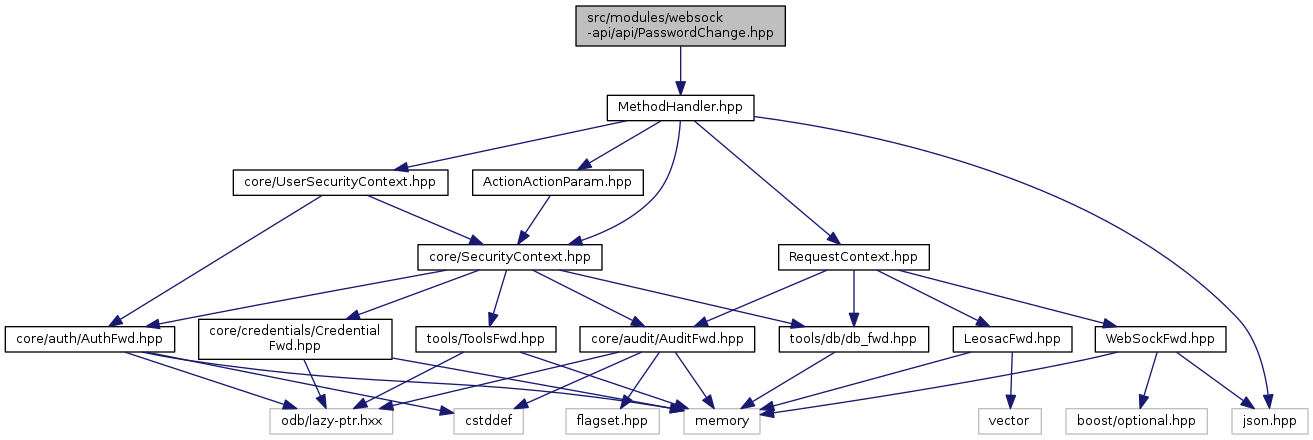 src/modules/websock
-api/api/PasswordChange.hpp
MethodHandler.hpp
core/UserSecurityContext.hpp
ActionActionParam.hpp
core/SecurityContext.hpp
RequestContext.hpp
core/auth/AuthFwd.hpp
core/credentials/Credential
Fwd.hpp
tools/ToolsFwd.hpp
core/audit/AuditFwd.hpp
tools/db/db_fwd.hpp
LeosacFwd.hpp
WebSockFwd.hpp
odb/lazy-ptr.hxx
cstddef
flagset.hpp
memory
vector
boost/optional.hpp
json.hpp